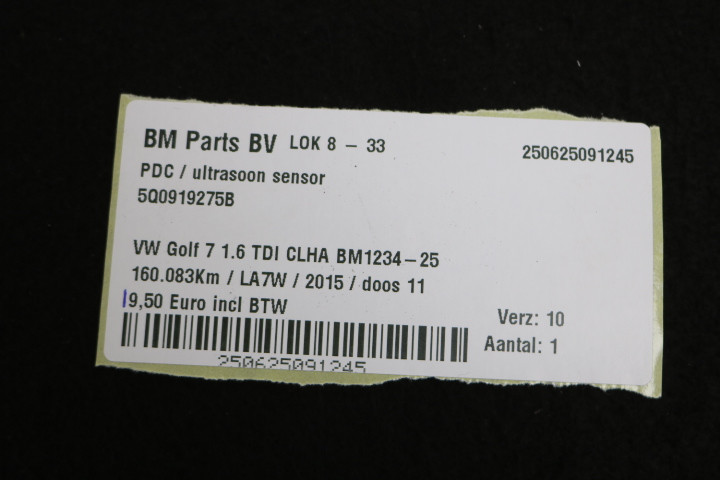 BM Parts BV LOK 8 - 33 250625091245
PDC / ultrasoon sensor
5Q0919275B
VW Golf 7 1.6 TDI CLHA BM1234-25
160.083Km / LA7W / 2015 / doos 11
19,50 Euro incl BTW
Verz: 10
Aantal: 1
250625091245